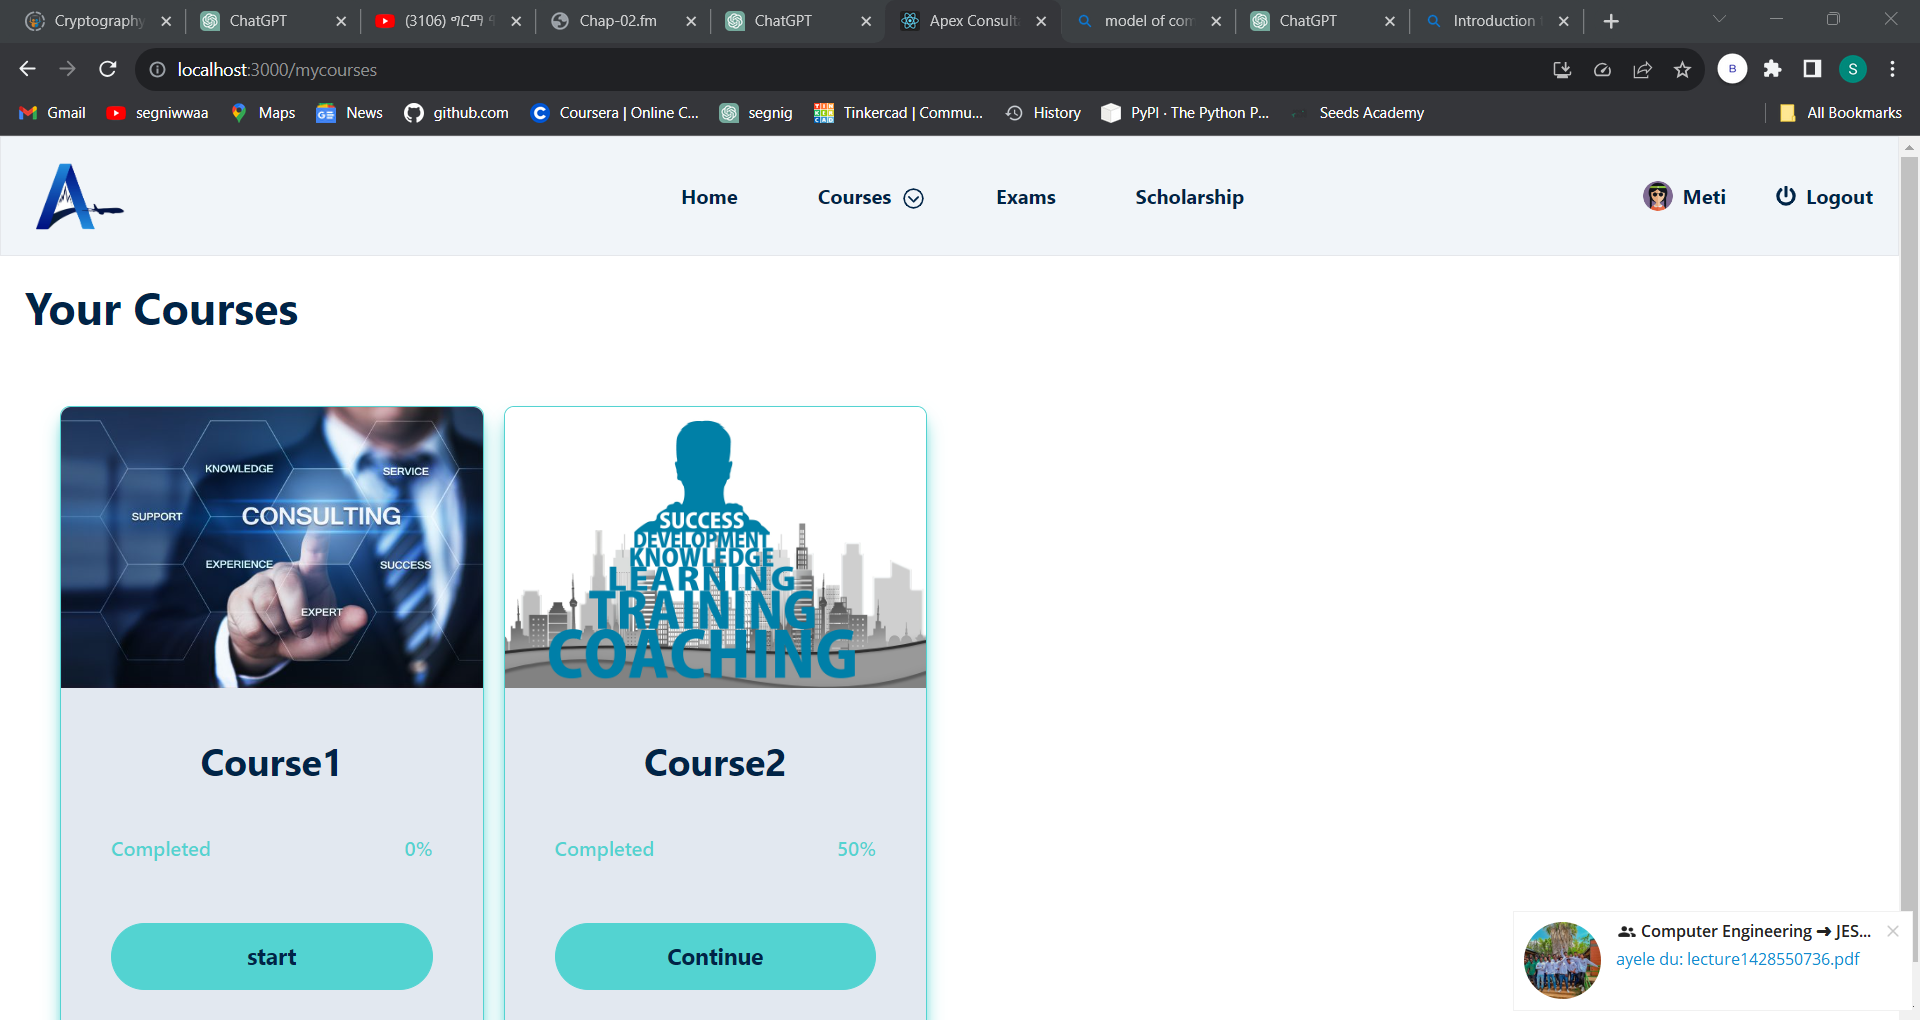 Cryptography
ChatGPT
(3106) ግርማ
Chap-02.fm
ChatGPT
Apex Consult
model of com
ChatGPT
Introduction
localhost:3000/mycourses
B
S
Gmail
segniwwaa
Maps
News
github.com
Coursera | Online C...
segnig
Tinkercad | Commu...
History
PyPI · The Python P...
Seeds Academy
All Bookmarks
Home
Courses
Exams
Scholarship
Meti
Logout
Your Courses
KNOWLEDGE
SERVICE
SUPPORT
CONSULTING
EXPERIENCE
SUCCESS
EXPERT
SUCCESS
DEVELOPMENT
KNOWLEDGE
LEARNING
TRAINING
COACHING
Course1
Course2
Completed 0%
Completed 50%
start
Continue
Computer Engineering ➞ JES...
ayele du: lecture1428550736.pdf